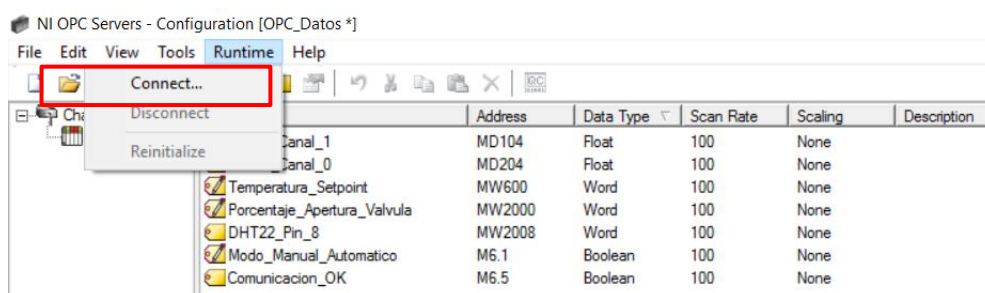 NI OPC Servers - Configuration [OPC_Datos *]
File Edit View Tools Runtime Help
Connect...
Disconnect
Reinitialize
Address Data Type Scan Rate Scaling Description
Canal_1 MD104 Float 100 None
Canal_0 MD204 Float 100 None
Temperatura_Setpoint MW600 Word 100 None
Porcentaje_Apertura_Valvula MW2000 Word 100 None
DHT22_Pin_8 MW2008 Word 100 None
Modo_Manual_Automatico M6.1 Boolean 100 None
Comunicacion_OK M6.5 Boolean 100 None